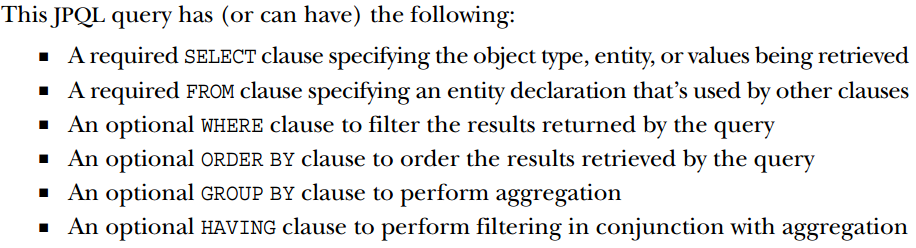 This JPQL query has (or can have) the following:
■ A required SELECT clause specifying the object type, entity, or values being retrieved
■ A required FROM clause specifying an entity declaration that's used by other clauses
■ An optional WHERE clause to filter the results returned by the query
■ An optional ORDER BY clause to order the results retrieved by the query
■ An optional GROUP BY clause to perform aggregation
■ An optional HAVING clause to perform filtering in conjunction with aggregation